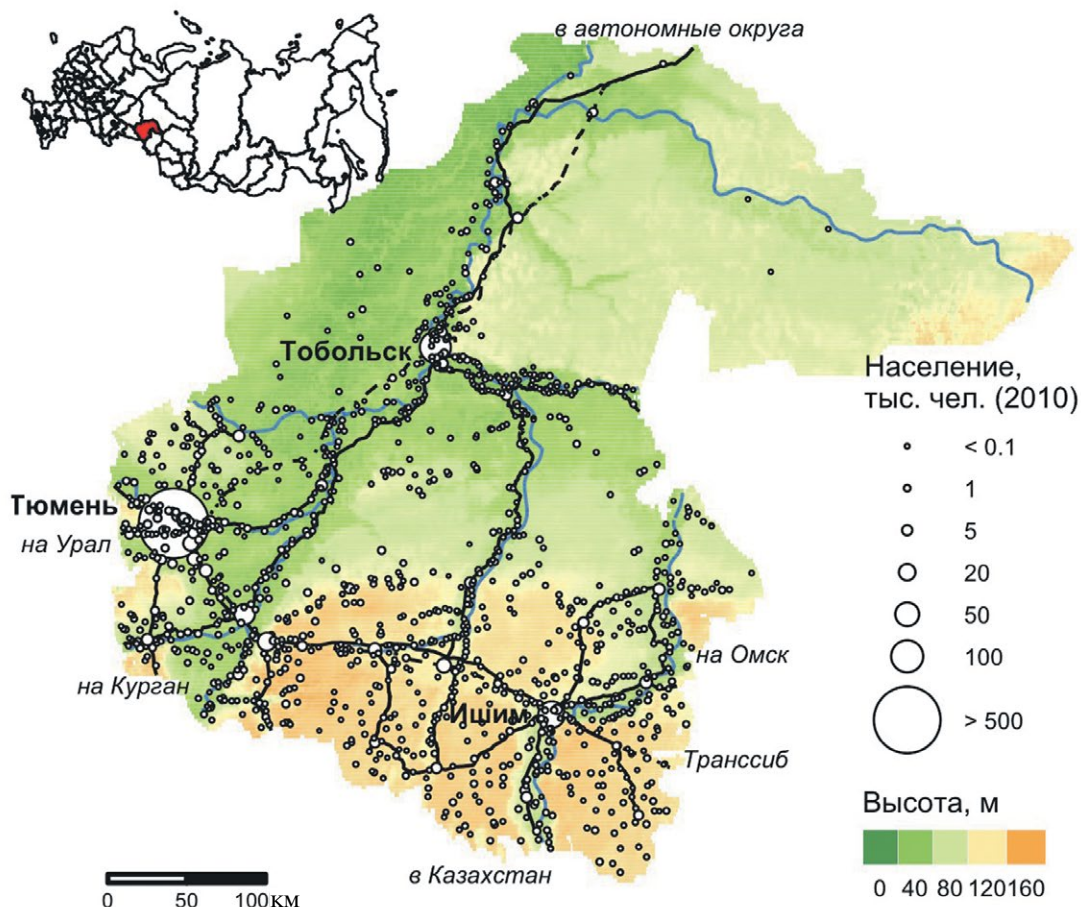 в автономные округа
Тобольск
Население,
тыс. чел. (2010)
< 0.1
1
5
20
50
100
> 500
Тюмень
на Урал
на Омск
на Курган
Ишим
Транссиб
Высота, м
0 40 80 120 160
в Казахстан
0 50 100 км